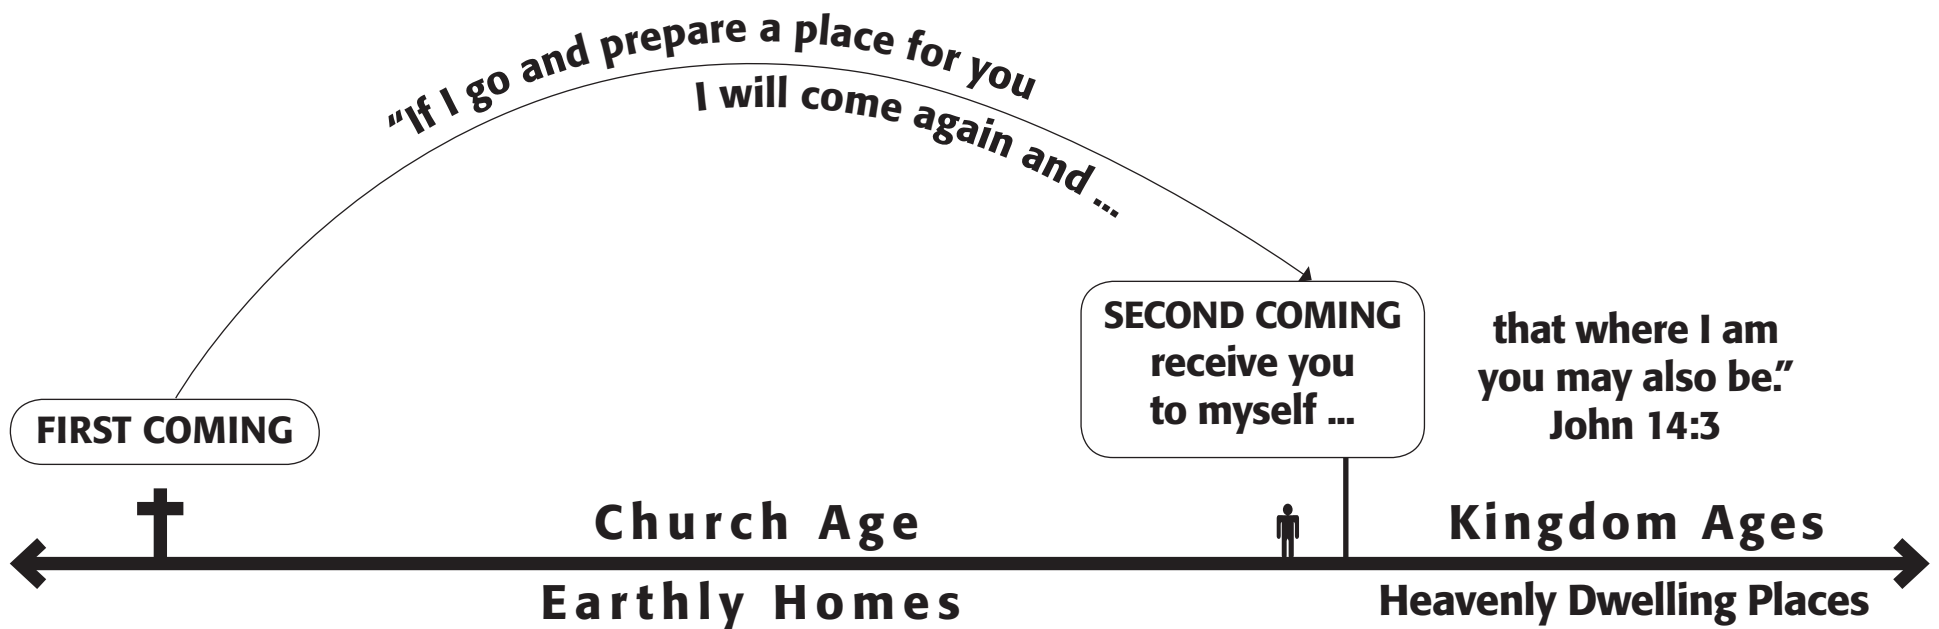 “If I go and prepare a place for you
I will come again and ...
SECOND COMING
receive you
to myself ...
that where I am
you may also be.”
John 14:3
FIRST COMING
Church Age
Kingdom Ages
Earthly Homes
Heavenly Dwelling Places